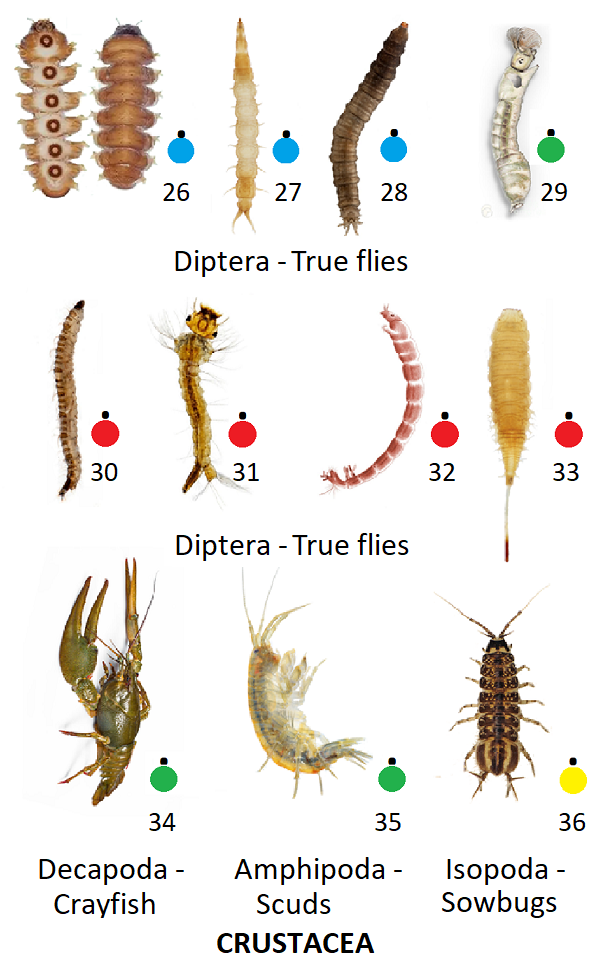 26 27 28 29
Diptera - True flies
30 31 32 33
Diptera - True flies
34 35 36
Decapoda - Amphipoda - Isopoda -
Crayfish Scuds Sowbugs
CRUSTACEA